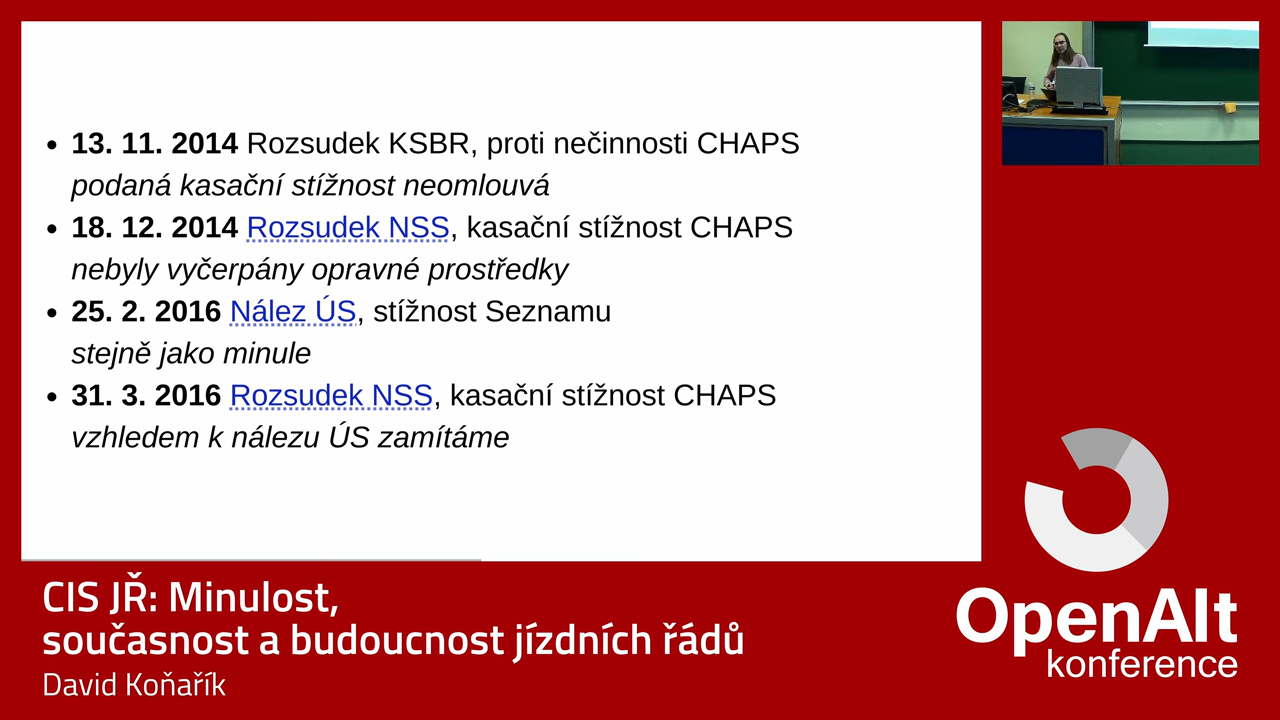 13. 11. 2014 Rozsudek KSBR, proti nečinnosti CHAPS
podaná kasační stížnost neomlouvá
18. 12. 2014 Rozsudek NSS, kasační stížnost CHAPS
nebyly vyčerpány opravné prostředky
25. 2. 2016 Nález ÚS, stížnost Seznamu
stejně jako minule
31. 3. 2016 Rozsudek NSS, kasační stížnost CHAPS
vzhledem k nálezu ÚS zamítáme
CIS JŘ: Minulost,
současnost a budoucnost jízdních řádů
David Koňařík
OpenAlt
konference